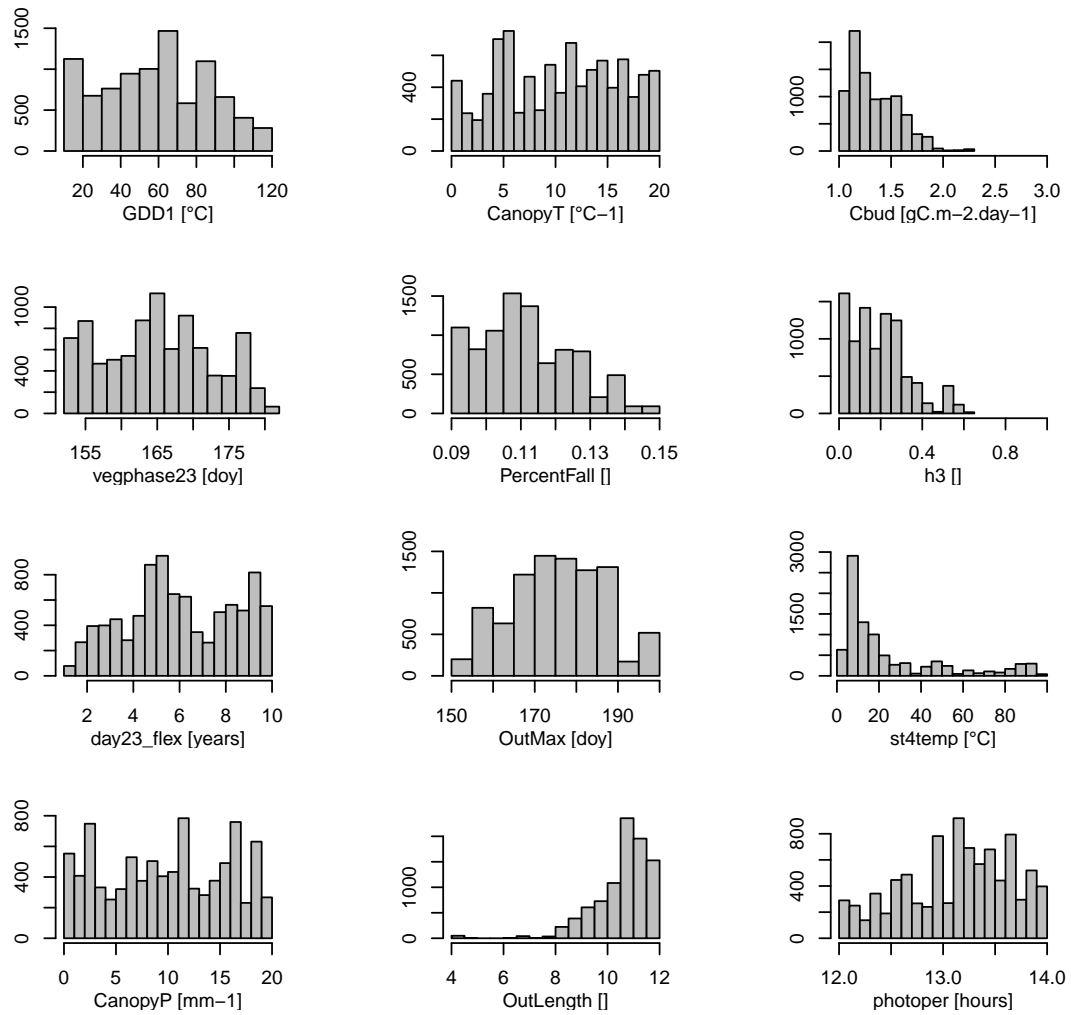 0 500 1500
20 40 60 80 120
GDD1 [°C]
0 400
0 5 10 15 20
CanopyT [°C−1]
0 1000
1.0 1.5 2.0 2.5 3.0
Cbud [gC.m−2.day−1]
0 400 1000
155 165 175
vegphase23 [doy]
0 500 1500
0.09 0.11 0.13 0.15
PercentFall []
0 1000
0.0 0.4 0.8
h3 []
0 400 800
2 4 6 8 10
day23_flex [years]
0 500 1500
150 170 190
OutMax [doy]
0 1500 3000
0 20 40 60 80
st4temp [°C]
0 400 800
0 5 10 15 20
CanopyP [mm−1]
0 1000
4 6 8 10 12
OutLength []
0 400 800
12.0 13.0 14.0
photoper [hours]